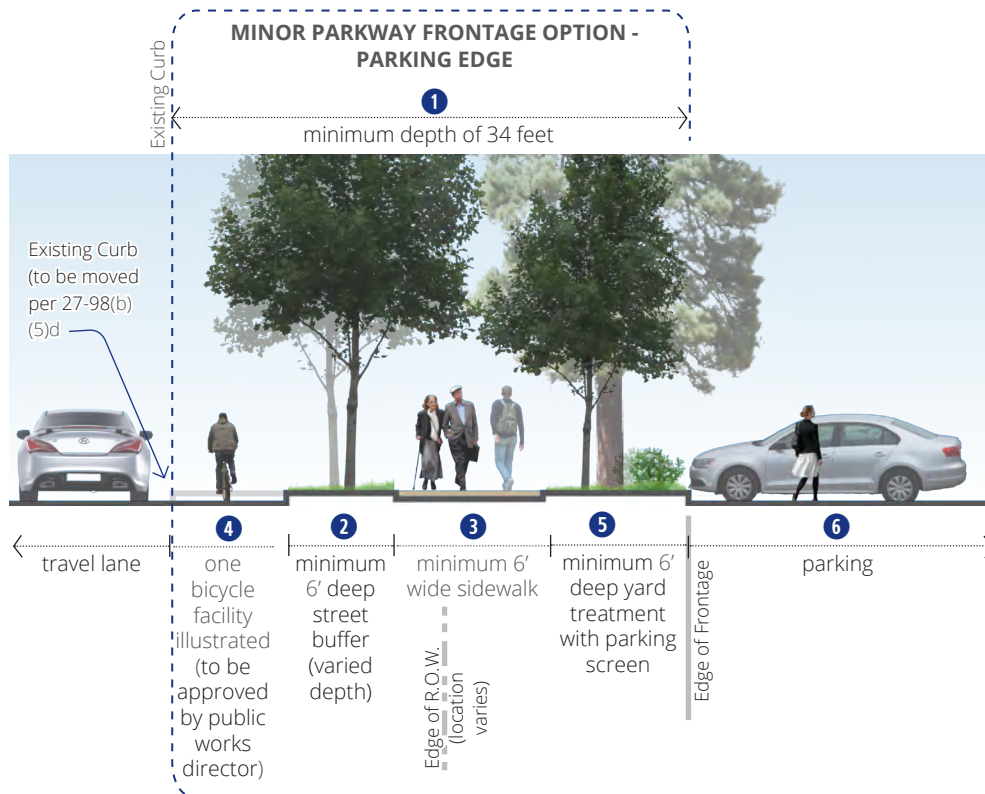 MINOR PARKWAY FRONTAGE OPTION -
PARKING EDGE
Existing Curb
1
minimum depth of 34 feet
Existing Curb
(to be moved
per 27-98(b)
(5)d
4
2
3
5
6
travel lane
one
bicycle
facility
illustrated
(to be
approved
by public
works
director)
minimum
6’ deep
street
buffer
(varied
depth)
minimum 6’
wide sidewalk
Edge of R.O.W.
(location
varies)
minimum 6’
deep yard
treatment
with parking
screen
Edge of Frontage
parking